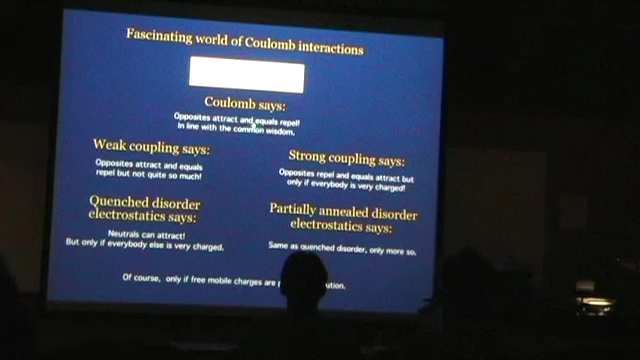 Fascinating world of Coulomb interactions
Coulomb says:
Opposites attract and equals repel!
In line with the common wisdom.
Weak coupling says:
Opposites attract and equals
repel but not quite so much!
Strong coupling says:
Opposites repel and equals attract but
only if everybody is very charged!
Quenched disorder
electrostatics says:
Neutrals can attract!
But only if everybody else is very charged.
Partially annealed disorder
electrostatics says:
Same as quenched disorder, only more so.
Of course, only if free mobile charges are